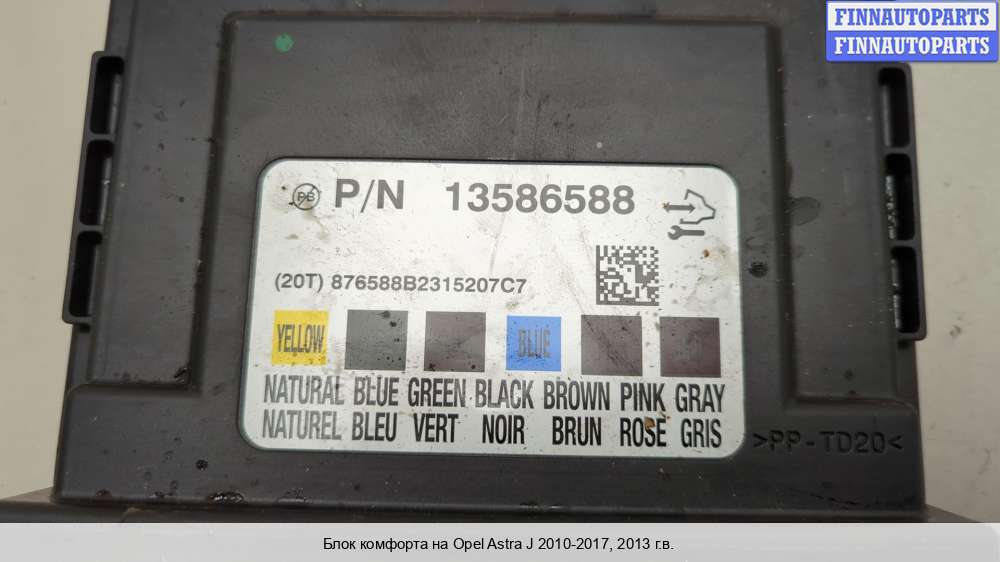 FINNAUTOPARTS
FINNAUTOPARTS
PB P/N 13586588
(20T) 876588B2315207C7
YELLOW BLUE
NATURAL BLUE GREEN BLACK BROWN PINK GRAY
NATUREL BLEU VERT NOIR BRUN ROSE GRIS
>PP-TD20<
Блок комфорта на Opel Astra J 2010-2017, 2013 г.в.